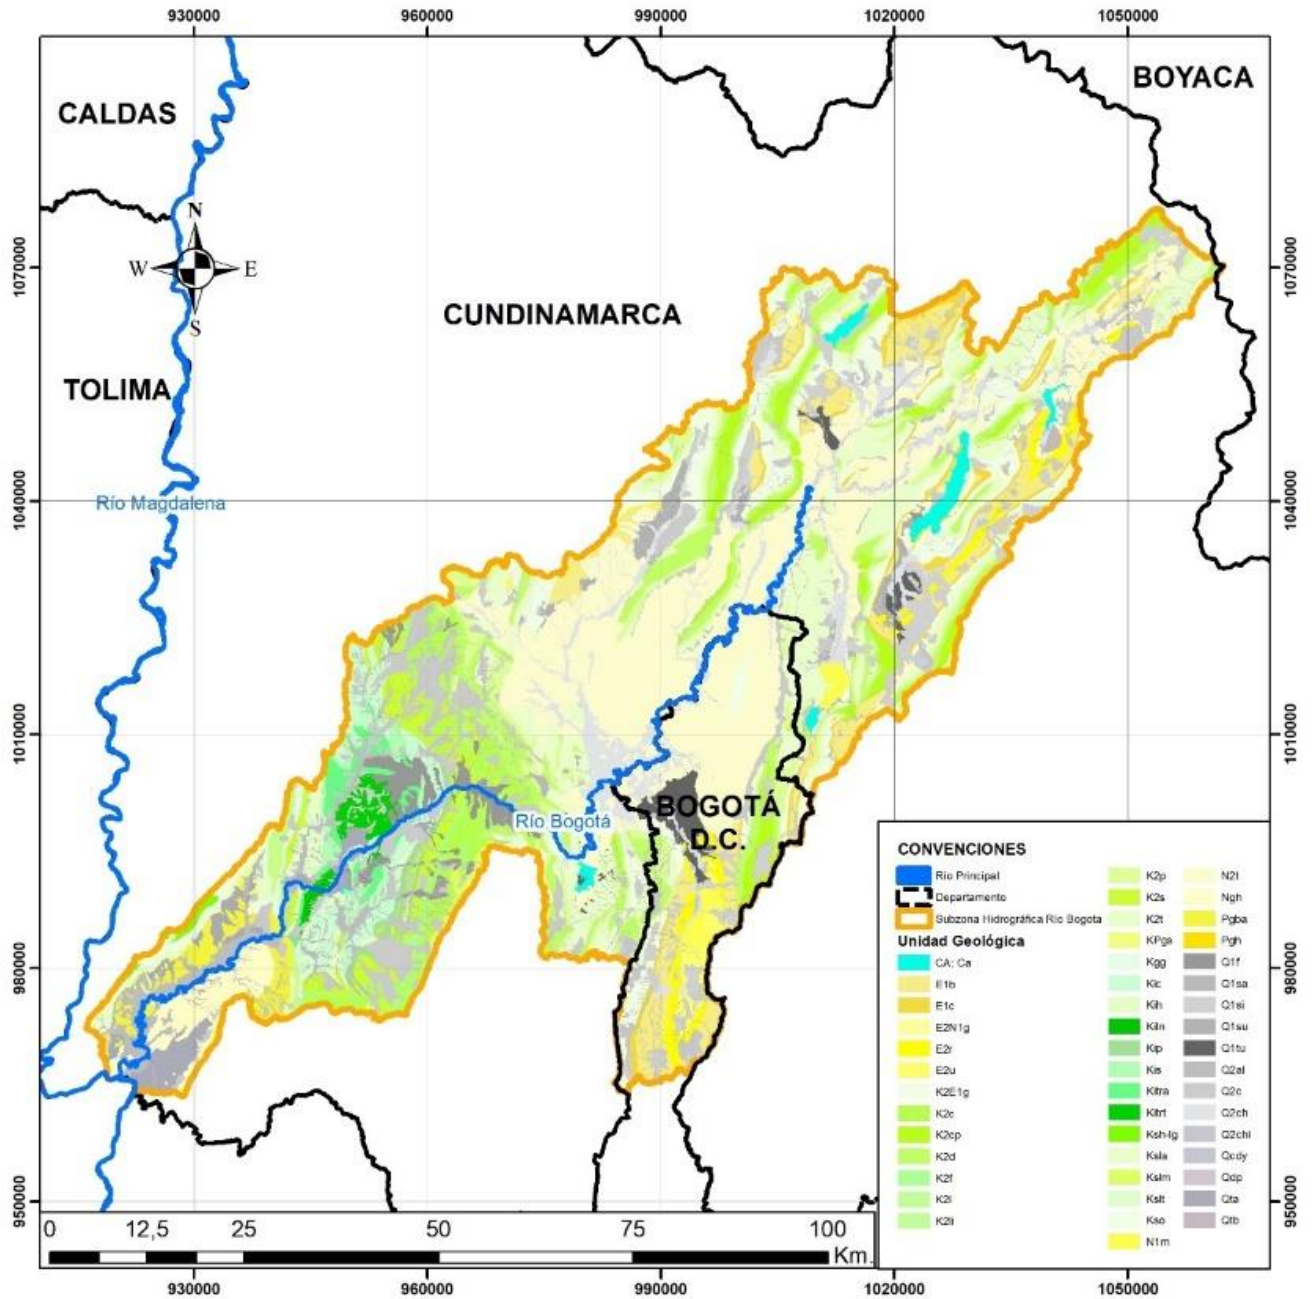 930000 960000 990000 1020000 1050000
BOYACA
CALDAS
N
W E
S
1070000 1070000
CUNDINAMARCA
TOLIMA
Río Magdalena
1040000 1040000
1010000 1010000
BOGOTÁ
D.C.
Río Bogotá
980000 980000
950000 950000
CONVENCIONES
Rio Principal
Departamento
Subzona Hidrográfica Río Bogota
Unidad Geológica
CA; Ca
E1b
E1c
E2N1g
E2r
E2u
K2E1g
K2c
K2cp
K2d
K2f
K2l
K2li
K2p
K2s
K2t
KPgs
Kgg
Kic
Kih
Kiln
Kip
Kis
Kitra
Kitrt
Ksh-lg
Ksla
Kslm
Kslt
Kso
N1m
N2t
Ngh
Pgba
Pgh
Q1f
Q1sa
Q1si
Q1su
Q1tu
Q2al
Q2c
Q2ch
Q2chl
Qcdy
Qdp
Qta
Qtb
0 12,5 25 50 75 100
Km.
930000 960000 990000 1020000 1050000